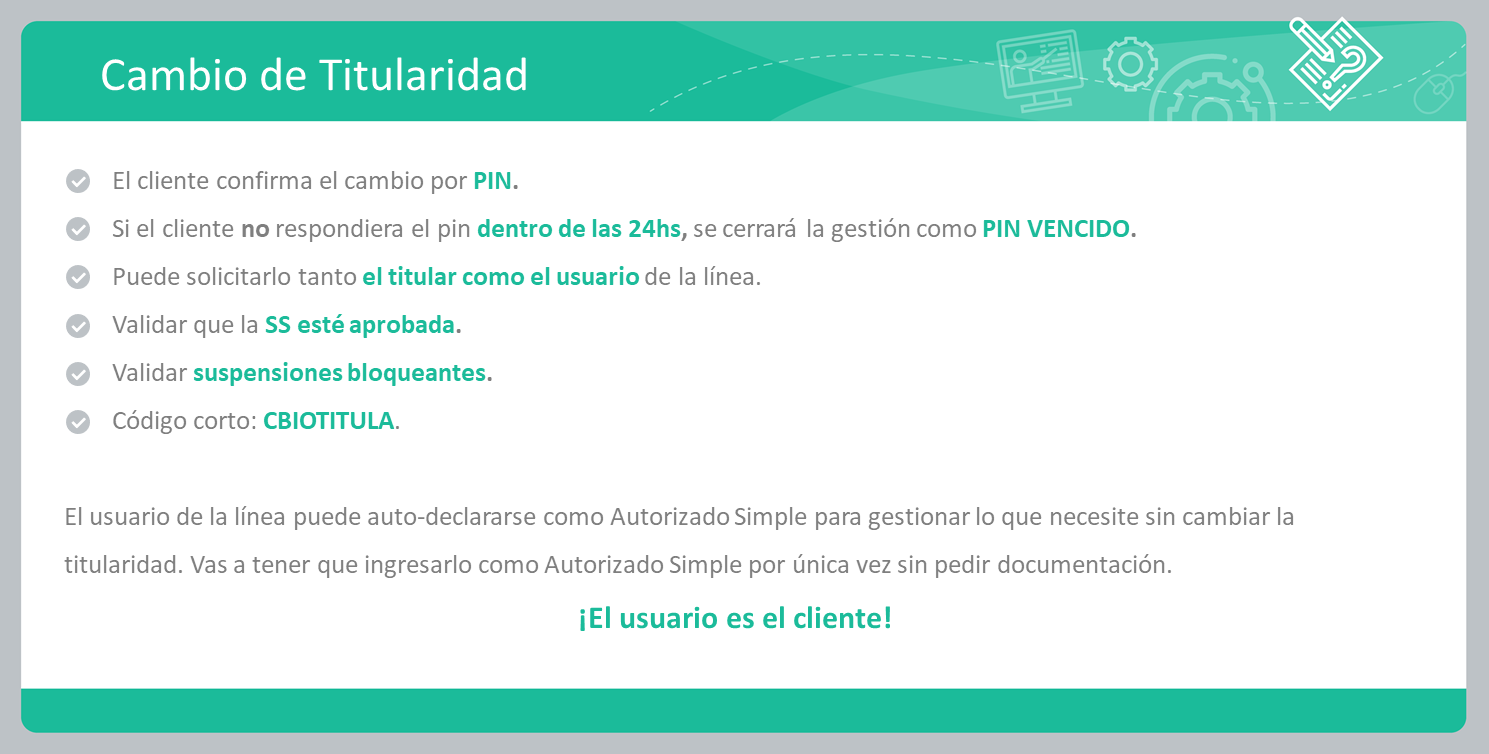 Cambio de Titularidad
El cliente confirma el cambio por PIN.
Si el cliente no respondiera el pin dentro de las 24hs, se cerrará la gestión como PIN VENCIDO.
Puede solicitarlo tanto el titular como el usuario de la línea.
Validar que la SS esté aprobada.
Validar suspensiones bloqueantes.
Código corto: CBIOTITULA.
El usuario de la línea puede auto-declararse como Autorizado Simple para gestionar lo que necesite sin cambiar la
titularidad. Vas a tener que ingresarlo como Autorizado Simple por única vez sin pedir documentación.
¡El usuario es el cliente!